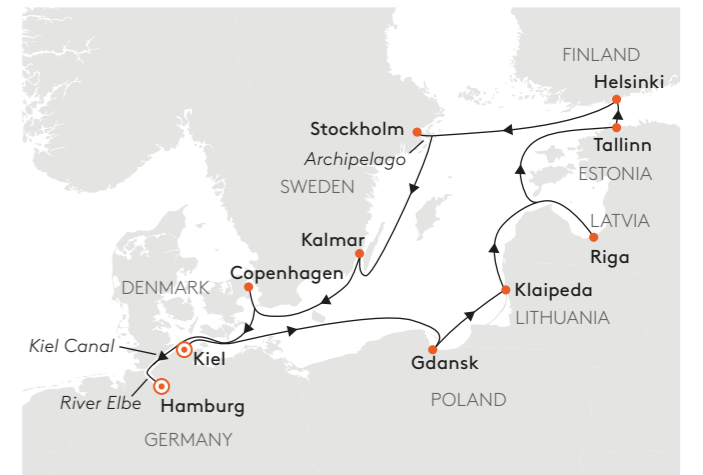 FINLAND
Helsinki
Stockholm
Archipelago
Tallinn
ESTONIA
SWEDEN
LATVIA
Kalmar
Riga
Copenhagen
DENMARK
Klaipeda
LITHUANIA
Kiel Canal
Kiel
Gdansk
River Elbe
Hamburg
POLAND
GERMANY